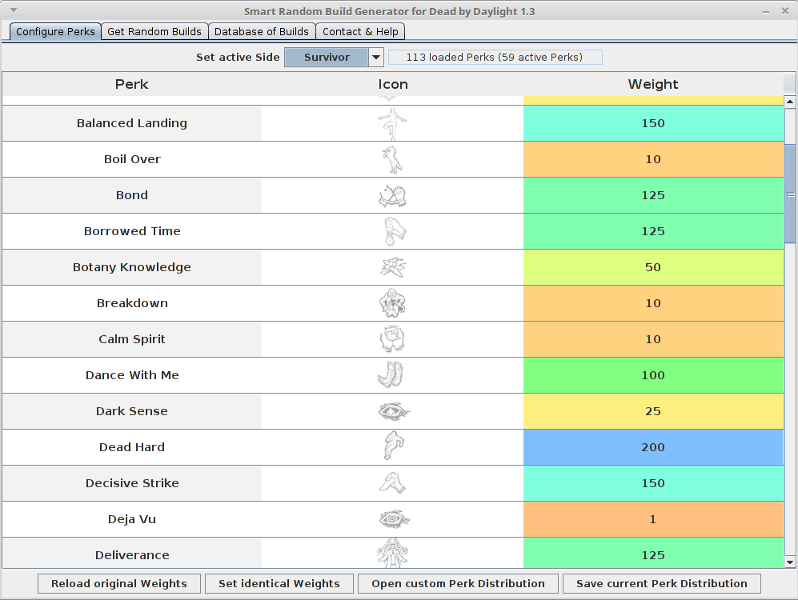 Smart Random Build Generator for Dead by Daylight 1.3
Configure Perks Get Random Builds Database of Builds Contact & Help
Set active Side Survivor 113 loaded Perks (59 active Perks)
Perk Icon Weight
Balanced Landing 150
Boil Over 10
Bond 125
Borrowed Time 125
Botany Knowledge 50
Breakdown 10
Calm Spirit 10
Dance With Me 100
Dark Sense 25
Dead Hard 200
Decisive Strike 150
Deja Vu 1
Deliverance 125
Reload original Weights Set identical Weights Open custom Perk Distribution Save current Perk Distribution